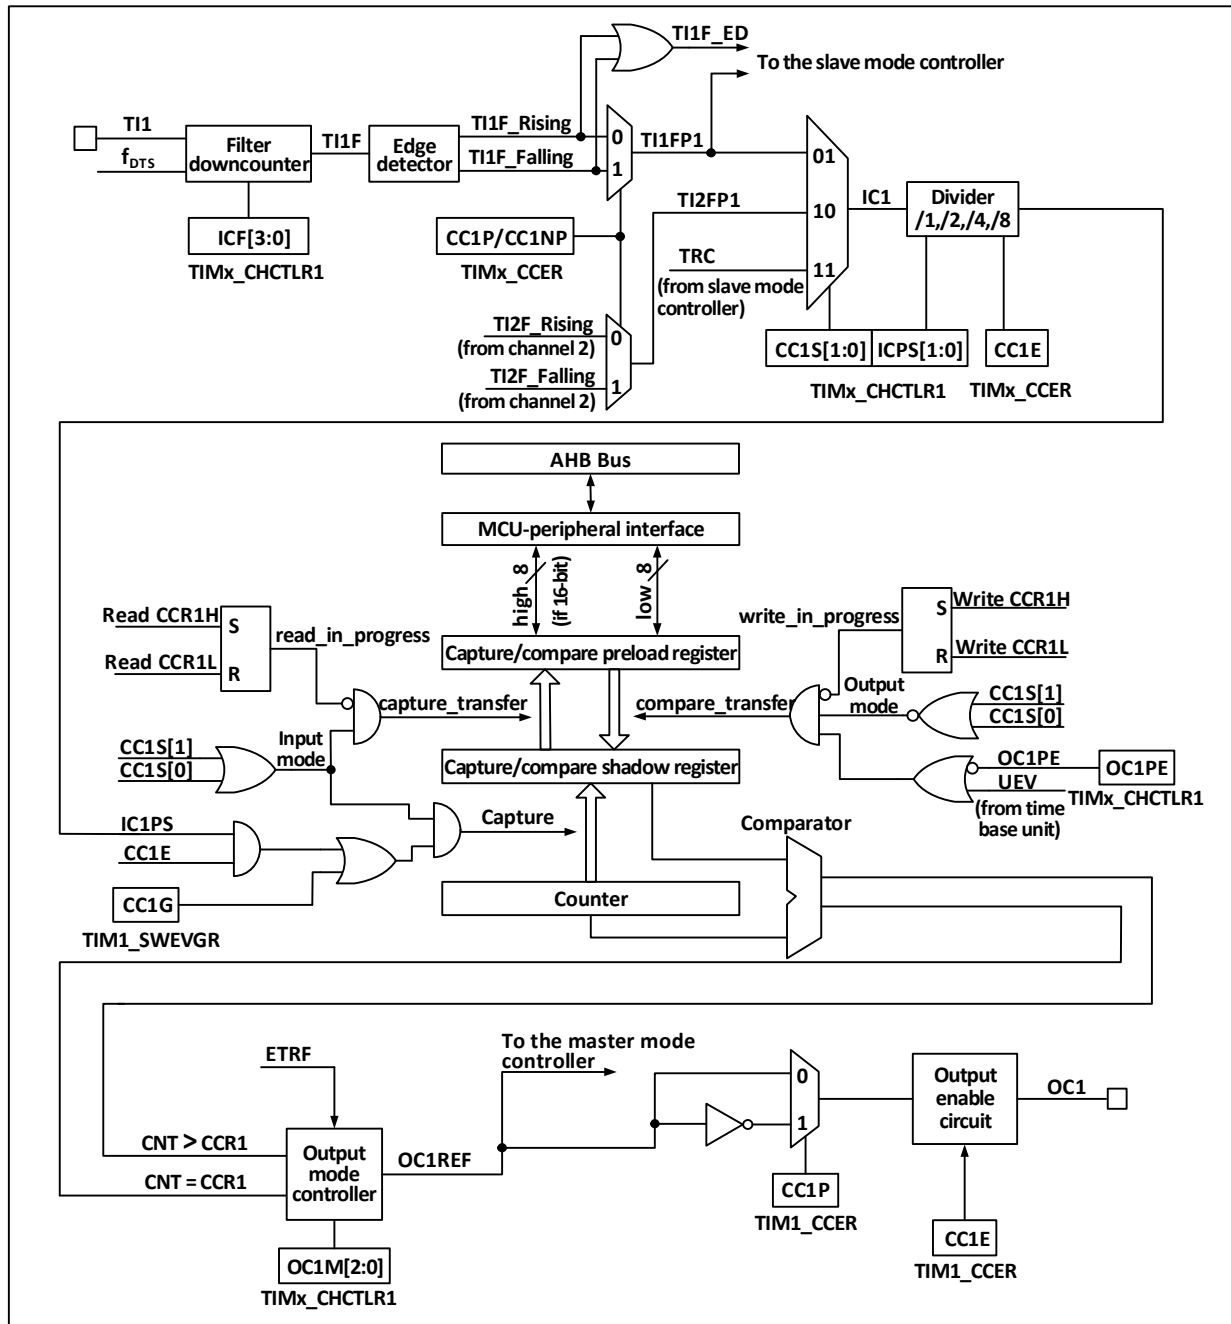 TI1F_ED
To the slave mode controller
TI1
f_DTS
Filter
downcounter
TI1F
Edge
detector
TI1F_Rising
TI1F_Falling
0
1
TI1FP1
TI2FP1
TRC
(from slave mode
controller)
01
10
11
IC1
Divider
/1,/2,/4,/8
ICF[3:0]
TIMx_CHCTLR1
CC1P/CC1NP
TIMx_CCER
TI2F_Rising
(from channel 2)
TI2F_Falling
(from channel 2)
0
1
CC1S[1:0]
ICPS[1:0]
CC1E
TIMx_CHCTLR1
TIMx_CCER
AHB Bus
MCU-peripheral interface
high
8
(if 16-bit)
low
8
Read CCR1H
Read CCR1L
S
R
read_in_progress
Capture/compare preload register
write_in_progress
S
R
Write CCR1H
Write CCR1L
capture_transfer
compare_transfer
Output
mode
CC1S[1]
CC1S[0]
CC1S[1]
CC1S[0]
Input
mode
Capture/compare shadow register
OC1PE
UEV
(from time
base unit)
OC1PE
TIMx_CHCTLR1
IC1PS
CC1E
CC1G
TIM1_SWEVGR
Capture
Comparator
Counter
ETRF
To the master mode
controller
CNT > CCR1
CNT = CCR1
Output
mode
controller
OC1REF
OC1M[2:0]
TIMx_CHCTLR1
0
1
CC1P
TIM1_CCER
Output
enable
circuit
OC1
CC1E
TIM1_CCER